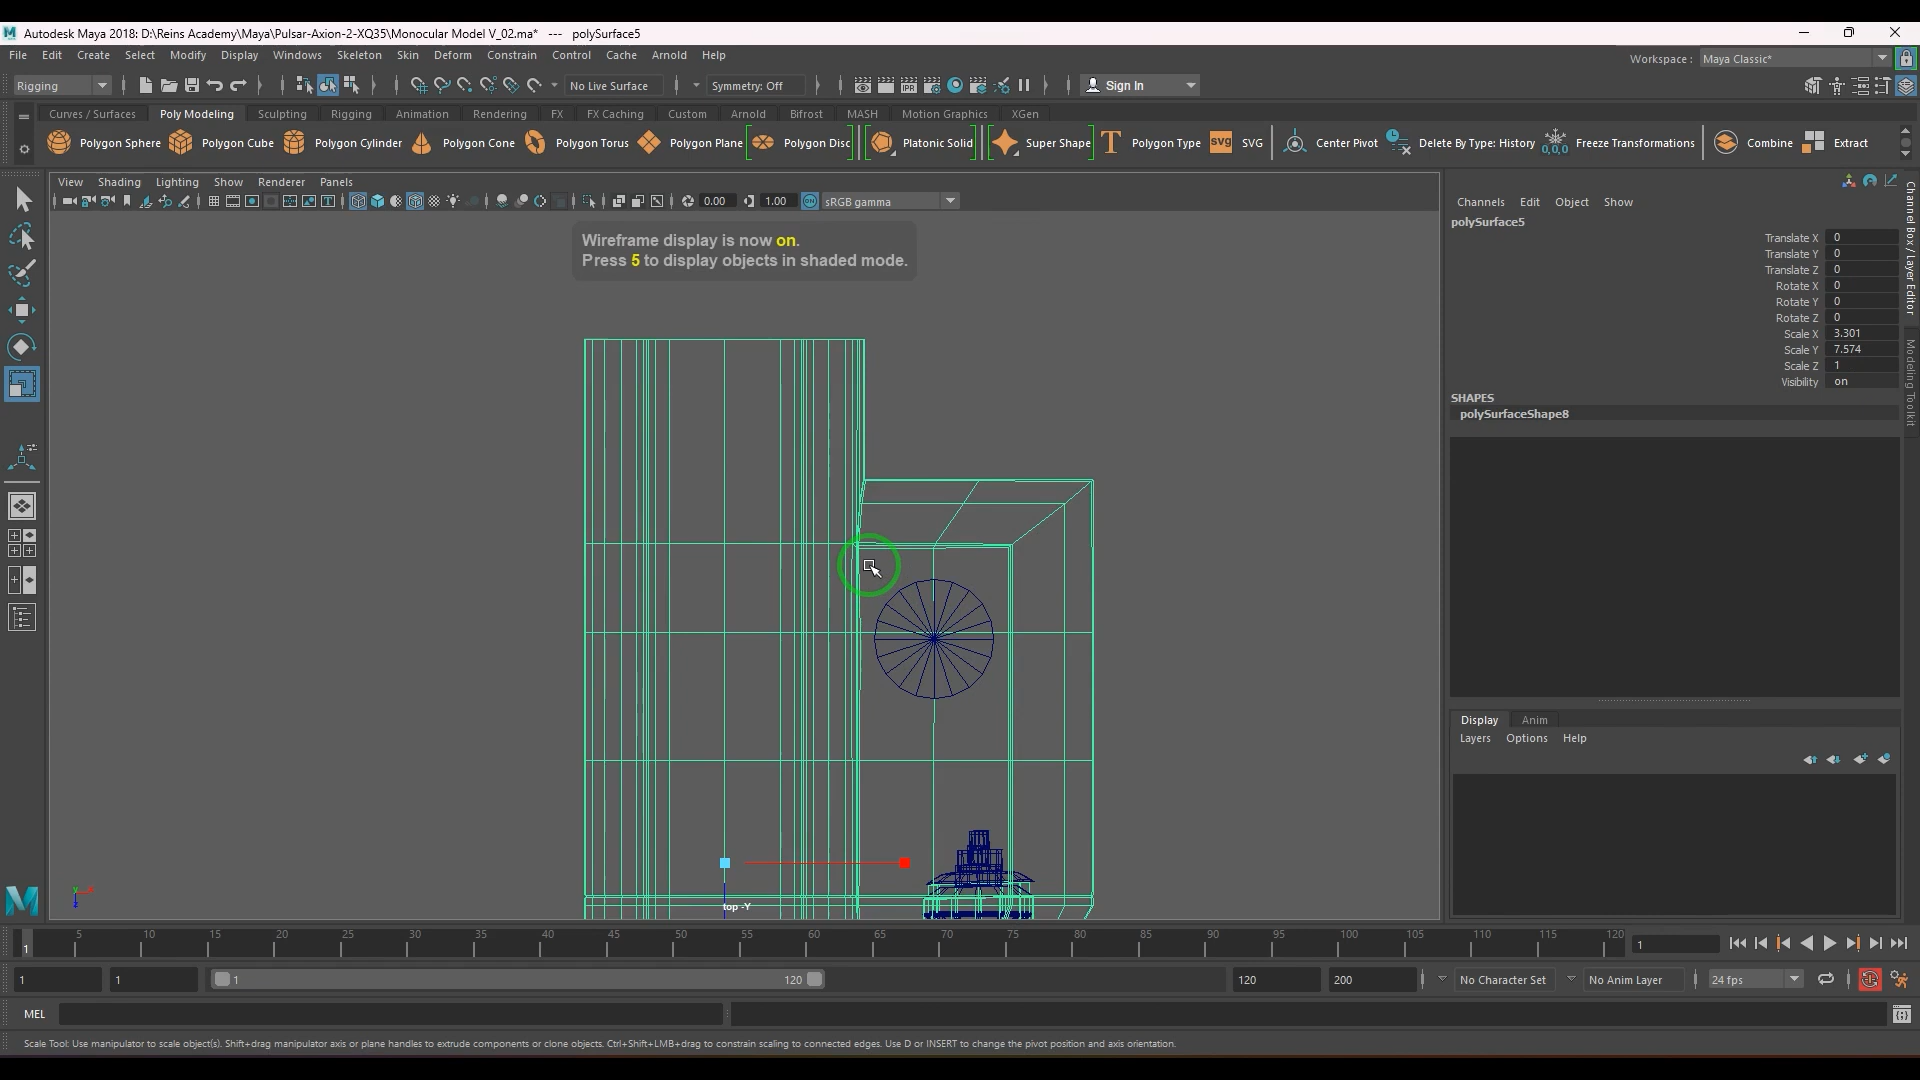 Autodesk Maya 2018: D:\Reins Academy\Maya\Pulsar-Axion-2-XQ35\Monocular Model V_02.ma* --- polySurface5
File Edit Create Select Modify Display Windows Skeleton Skin Deform Constrain Control Cache Arnold Help
Workspace : Maya Classic*
Rigging No Live Surface Symmetry: Off IPR Sign In
Curves / Surfaces Poly Modeling Sculpting Rigging Animation Rendering FX FX Caching Custom Arnold Bifrost MASH Motion Graphics XGen
Polygon Sphere Polygon Cube Polygon Cylinder Polygon Cone Polygon Torus Polygon Plane Polygon Disc Platonic Solid Super Shape Polygon Type SVG SVG Center Pivot Delete By Type: History 0,0,0 Freeze Transformations Combine Extract
View Shading Lighting Show Renderer Panels
0.00 1.00 ON sRGB gamma
Wireframe display is now on.
Press 5 to display objects in shaded mode.
top -Y
Channels Edit Object Show
polySurface5
Translate X 0
Translate Y 0
Translate Z 0
Rotate X 0
Rotate Y 0
Rotate Z 0
Scale X 3.301
Scale Y 7.574
Scale Z 1
Visibility on
SHAPES
polySurfaceShape8
Channel Box / Layer Editor
Modeling Toolkit
Display Anim
Layers Options Help
1 5 10 15 20 25 30 35 40 45 50 55 60 65 70 75 80 85 90 95 100 105 110 115 120 1
1 1 1 120 120 200 No Character Set No Anim Layer 24 fps
MEL
Scale Tool: Use manipulator to scale object(s). Shift+drag manipulator axis or plane handles to extrude components or clone objects. Ctrl+Shift+LMB+drag to constrain scaling to connected edges. Use D or INSERT to change the pivot position and axis orientation.